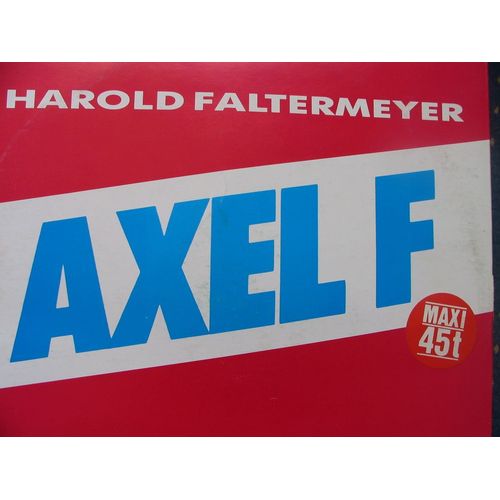 HAROLD FALTERMEYER
AXEL F
MAXI
45t